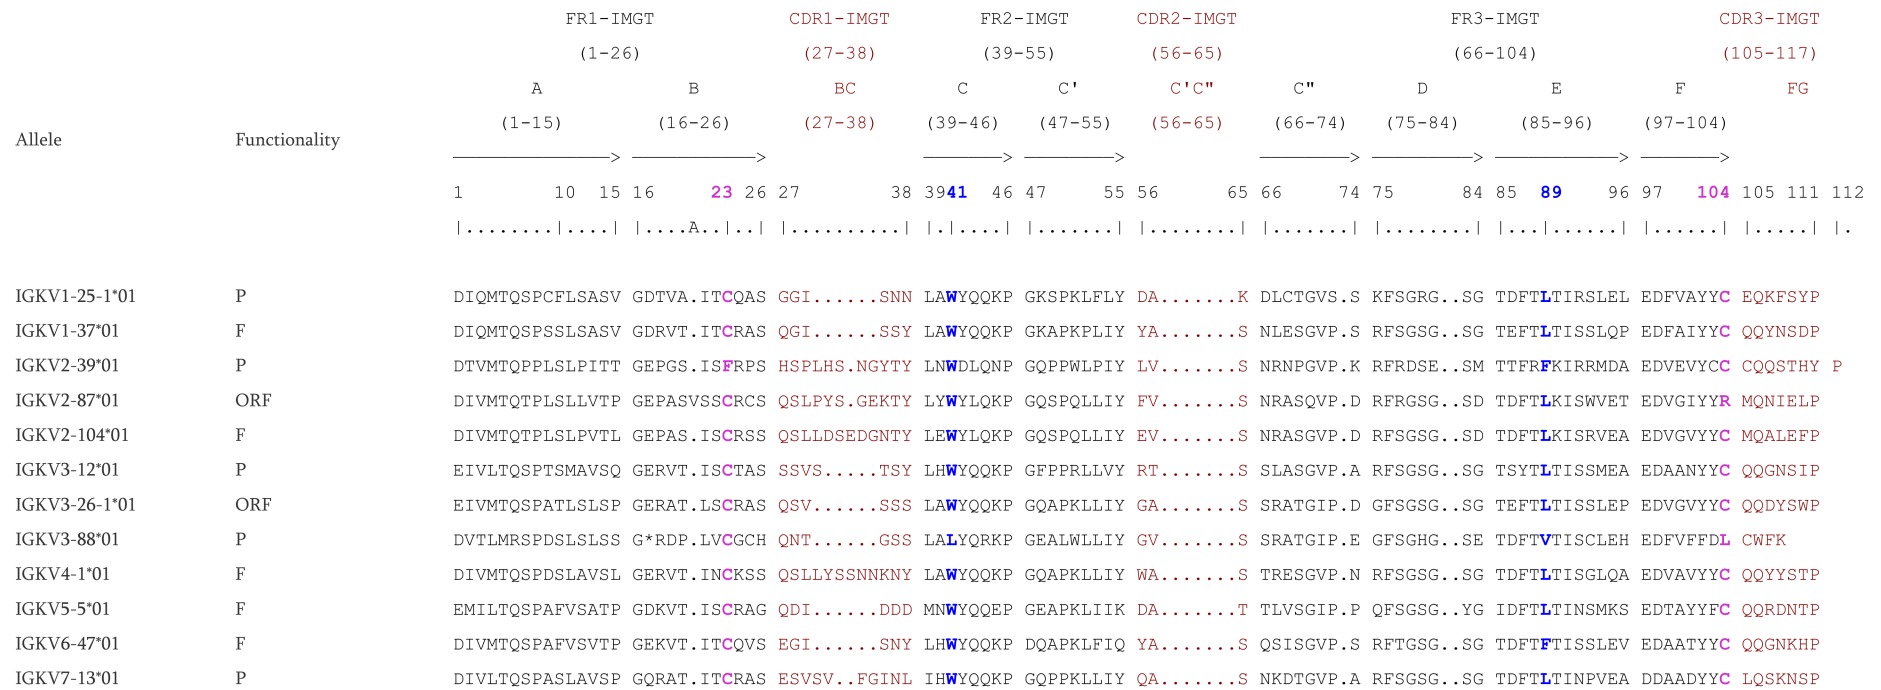 FR1-IMGT CDR1-IMGT FR2-IMGT CDR2-IMGT FR3-IMGT CDR3-IMGT
(1-26) (27-38) (39-55) (56-65) (66-104) (105-117)
A B BC C C' C'C" C" D E F FG
(1-15) (16-26) (27-38) (39-46) (47-55) (56-65) (66-74) (75-84) (85-96) (97-104)
Allele Functionality
——————————————> ———————————> ———————> ————————> ————————> —————————> ———————————> ———————>
1 10 15 16 23 26 27 38 3941 46 47 55 56 65 66 74 75 84 85 89 96 97 104 105 111 112
|........|....| |....A..|..| |..........| |.|....| |.......| |........| |.......| |........| |...|......| |......| |.....| |.
IGKV1-25-1*01 P DIQMTQSPCFLSASV GDTVA.ITCQAS GGI......SNN LAWYQQKP GKSPKLFLY DA.......K DLCTGVS.S KFSGRG..SG TDFTLTIRSLEL EDFVAYYC EQKFSYP
IGKV1-37*01 F DIQMTQSPSSLSASV GDRVT.ITCRAS QGI......SSY LAWYQQKP GKAPKPLIY YA.......S NLESGVP.S RFSGSG..SG TEFTLTISSLQP EDFAIYYC QQYNSDP
IGKV2-39*01 P DTVMTQPPLSLPITT GEPGS.ISFRPS HSPLHS.NGYTY LNWDLQNP GQPPWLPIY LV.......S NRNPGVP.K RFRDSE..SM TTFRFKIRRMDA EDVEVYCC CQQSTHY P
IGKV2-87*01 ORF DIVMTQTPLSLLVTP GEPASVSSCRCS QSLPYS.GEKTY LYWYLQKP GQSPQLLIY FV.......S NRASQVP.D RFRGSG..SD TDFTLKISWVET EDVGIYYR MQNIELP
IGKV2-104*01 F DIVMTQTPLSLPVTL GEPAS.ISCRSS QSLLDSEDGNTY LEWYLQKP GQSPQLLIY EV.......S NRASGVP.D RFSGSG..SD TDFTLKISRVEA EDVGVYYC MQALEFP
IGKV3-12*01 P EIVLTQSPTSMAVSQ GERVT.ISCTAS SSVS.....TSY LHWYQQKP GFPPRLLVY RT.......S SLASGVP.A RFSGSG..SG TSYTLTISSMEA EDAANYYC QQGNSIP
IGKV3-26-1*01 ORF EIVMTQSPATLSLSP GERAT.LSCRAS QSV......SSS LAWYQQKP GQAPKLLIY GA.......S SRATGIP.D GFSGSG..SG TEFTLTISSLEP EDVGVYYC QQDYSWP
IGKV3-88*01 P DVTLMRSPDSLSLSS G*RDP.LVCGCH QNT......GSS LALYQRKP GEALWLLIY GV.......S SRATGIP.E GFSGHG..SE TDFTVTISCLEH EDFVFFDL CWFK
IGKV4-1*01 F DIVMTQSPDSLAVSL GERVT.INCKSS QSLLYSSNNKNY LAWYQQKP GQAPKLLIY WA.......S TRESGVP.N RFSGSG..SG TDFTLTISGLQA EDVAVYYC QQYYSTP
IGKV5-5*01 F EMILTQSPAFVSATP GDKVT.ISCRAG QDI......DDD MNWYQQEP GEAPKLIIK DA.......T TLVSGIP.P QFSGSG..YG IDFTLTINSMKS EDTAYYFC QQRDNTP
IGKV6-47*01 F DIVMTQSPAFVSVTP GEKVT.ITCQVS EGI......SNY LHWYQQKP DQAPKLFIQ YA.......S QSISGVP.S RFTGSG..SG TDFTFTISSLEV EDAATYYC QQGNKHP
IGKV7-13*01 P DIVLTQSPASLAVSP GQRAT.ITCRAS ESVSV..FGINL IHWYQQKP GQPPKLLIY QA.......S NKDTGVP.A RFSGSG..SG TDFTLTINPVEA DDAADYYC LQSKNSP